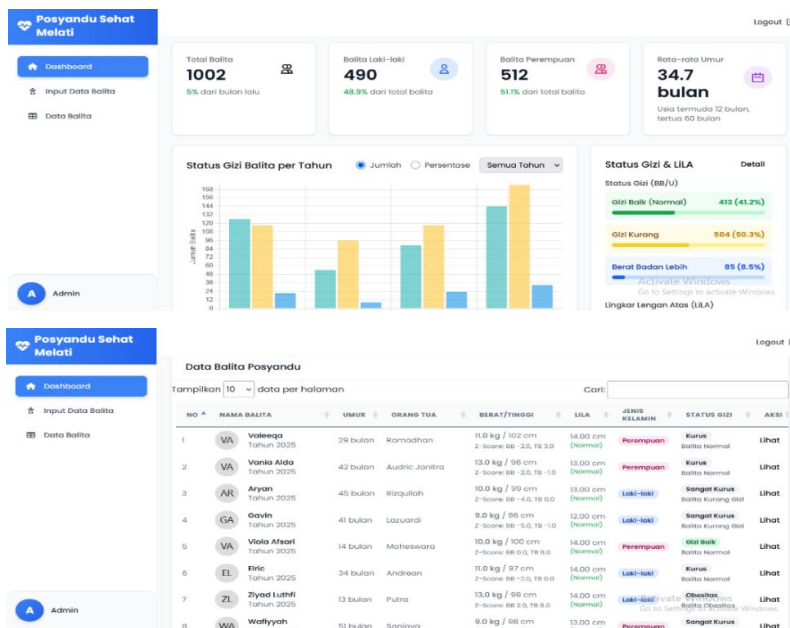 Posyandu Sehat
Melati
Logout
Dashboard
Input Data Balita
Data Balita
Total Balita
1002
5% dari bulan lalu
Balita Laki-laki
490
48.9% dari total balita
Balita Perempuan
512
51.1% dari total balita
Rata-rata Umur
34.7
bulan
Usia termuda 12 bulan,
tertua 60 bulan
Status Gizi Balita per Tahun
Jumlah
Persentase
Semua Tahun
Jumlah Balita
168
156
144
132
120
108
96
84
72
60
48
36
24
12
0
Status Gizi & LiLA
Detail
Status Gizi (BB/U)
Gizi Baik (Normal) 413 (41.2%)
Gizi Kurang 504 (50.3%)
Berat Badan Lebih 85 (8.5%)
Lingkar Lengan Atas (LiLA)
Activate Windows
Go to Settings to activate Windows.
A Admin
Posyandu Sehat
Melati
Logout
Dashboard
Input Data Balita
Data Balita
Data Balita Posyandu
Tampilkan 10 data per halaman
Cari:
NO NAMA BALITA UMUR ORANG TUA BERAT/TINGGI LILA JENIS KELAMIN STATUS GIZI AKSI
1 VA Valeeqa 29 bulan Ramadhan 11.0 kg / 102 cm 14.00 cm Perempuan Kurus Lihat
Tahun 2025 Z-Score: BB -2.0, TB 3.0 (Normal) Balita Normal
2 VA Vania Aida 42 bulan Audric Janitra 13.0 kg / 96 cm 13.00 cm Perempuan Kurus Lihat
Tahun 2025 Z-Score: BB -2.0, TB -1.0 (Normal) Balita Normal
3 AR Aryan 45 bulan Rizqullah 10.0 kg / 99 cm 13.00 cm Laki-laki Sangat Kurus Lihat
Tahun 2025 Z-Score: BB -4.0, TB 0.0 (Normal) Balita Kurang Gizi
4 GA Gavin 41 bulan Lazuardi 9.0 kg / 96 cm 12.00 cm Laki-laki Sangat Kurus Lihat
Tahun 2025 Z-Score: BB -5.0, TB -1.0 (Normal) Balita Kurang Gizi
5 VA Viola Afsari 14 bulan Maheswara 10.0 kg / 100 cm 14.00 cm Perempuan Gizi Baik Lihat
Tahun 2025 Z-Score: BB 0.0, TB 8.0 (Normal) Balita Normal
6 EL Elric 34 bulan Andrean 11.0 kg / 97 cm 14.00 cm Laki-laki Kurus Lihat
Tahun 2025 Z-Score: BB -2.0, TB 0.0 (Normal) Balita Normal
7 ZL Ziyad Luthfi 13 bulan Putra 13.0 kg / 99 cm 14.00 cm Laki-laki Obesitas Lihat
Tahun 2025 Z-Score: BB 2.0, TB 8.0 (Normal) Balita Obesitas
8 WA Wafiyyah 51 bulan Sanjaya 9.0 kg / 98 cm 13.00 cm Perempuan Sangat Kurus Lihat
A Admin